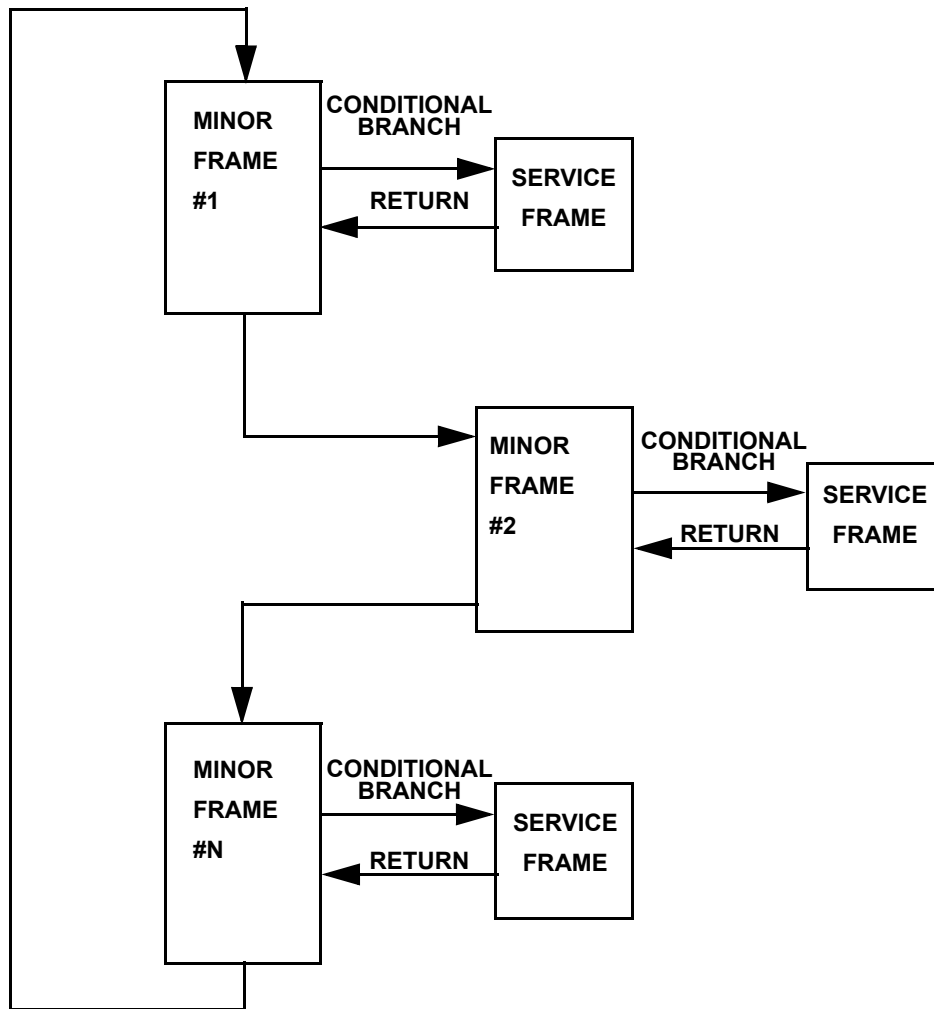 MINOR
FRAME
#1
CONDITIONAL
BRANCH
RETURN
SERVICE
FRAME
MINOR
FRAME
#2
CONDITIONAL
BRANCH
RETURN
SERVICE
FRAME
MINOR
FRAME
#N
CONDITIONAL
BRANCH
RETURN
SERVICE
FRAME